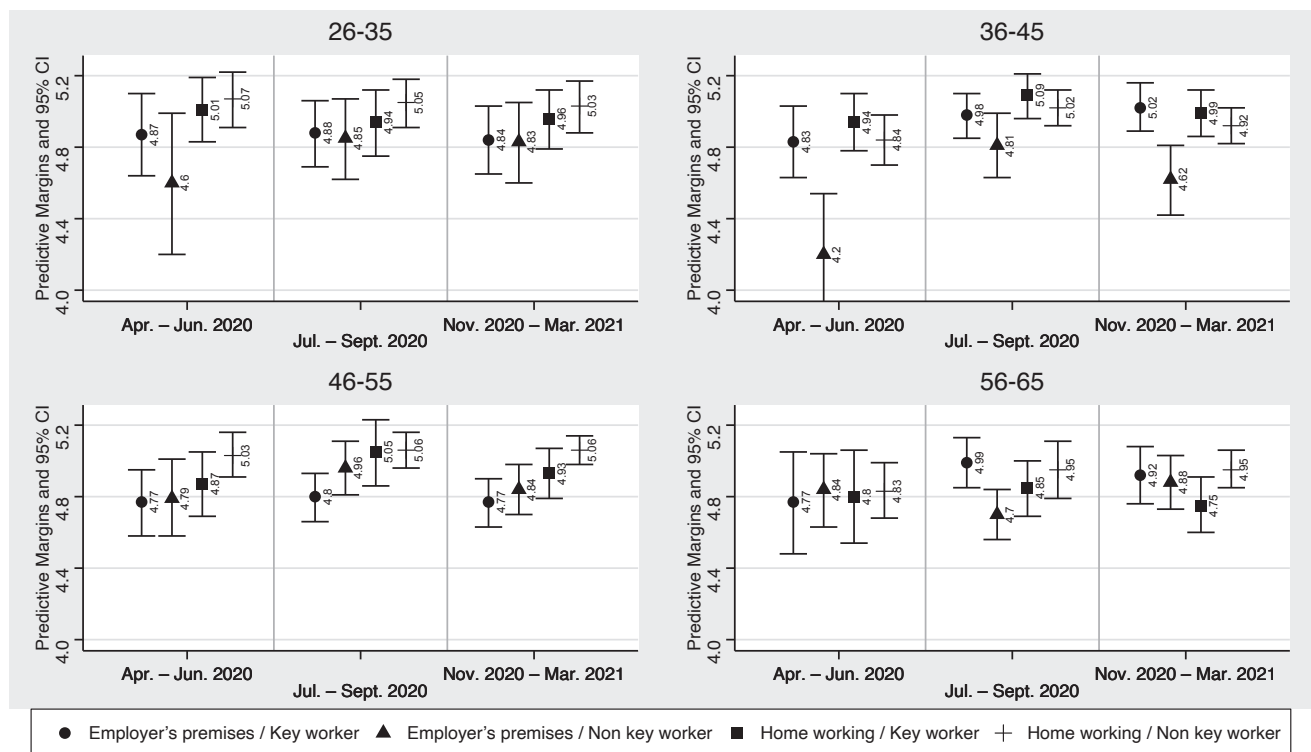 26-35
36-45
Predictive Margins and 95% CI
4.0 4.4 4.8 5.2
4.87 4.6 5.01 5.07
4.88 4.85 4.94 5.05
4.84 4.83 4.96 5.03
Apr. – Jun. 2020
Jul. – Sept. 2020
Nov. 2020 – Mar. 2021
Predictive Margins and 95% CI
4.0 4.4 4.8 5.2
4.83 4.2 4.94 4.84
4.98 4.81 5.09 5.02
5.02 4.62 4.99 4.92
Apr. – Jun. 2020
Jul. – Sept. 2020
Nov. 2020 – Mar. 2021
46-55
56-65
Predictive Margins and 95% CI
4.0 4.4 4.8 5.2
4.77 4.79 4.87 5.03
4.8 4.96 5.05 5.06
4.77 4.84 4.93 5.06
Apr. – Jun. 2020
Jul. – Sept. 2020
Nov. 2020 – Mar. 2021
Predictive Margins and 95% CI
4.0 4.4 4.8 5.2
4.77 4.84 4.8 4.83
4.99 4.7 4.85 4.95
4.92 4.88 4.75 4.95
Apr. – Jun. 2020
Jul. – Sept. 2020
Nov. 2020 – Mar. 2021
Employer's premises / Key worker Employer's premises / Non key worker Home working / Key worker Home working / Non key worker